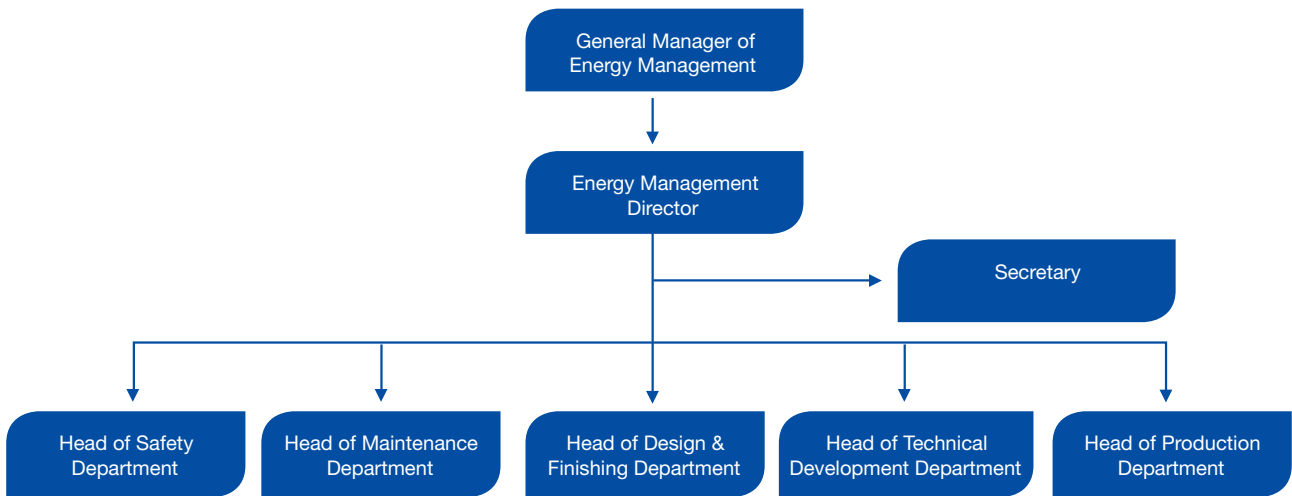 General Manager of
Energy Management
Energy Management
Director
Secretary
Head of Safety
Department
Head of Maintenance
Department
Head of Design &
Finishing Department
Head of Technical
Development Department
Head of Production
Department